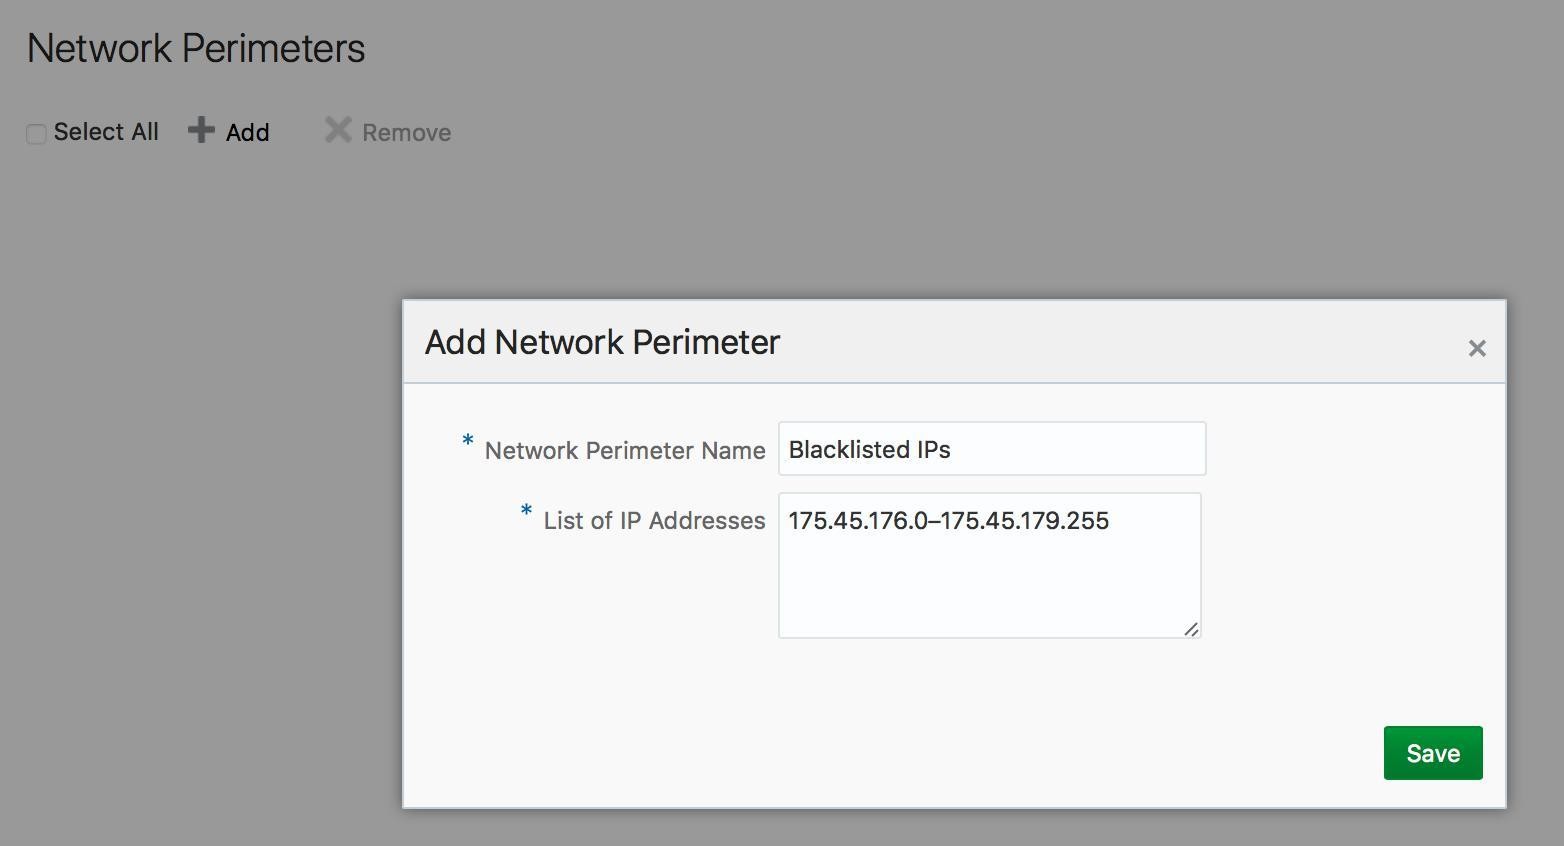 Network Perimeters
Select All Add Remove
Add Network Perimeter
* Network Perimeter Name Blacklisted IPs
* List of IP Addresses 175.45.176.0–175.45.179.255
Save